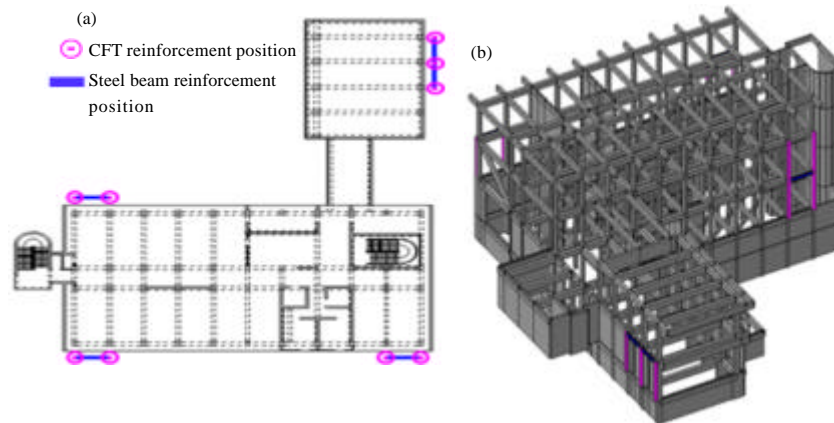 (a)
CFT reinforcement position
Steel beam reinforcement
position
(b)